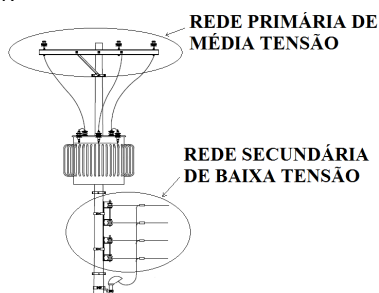 REDE PRIMÁRIA DE
MÉDIA TENSÃO
REDE SECUNDÁRIA
DE BAIXA TENSÃO